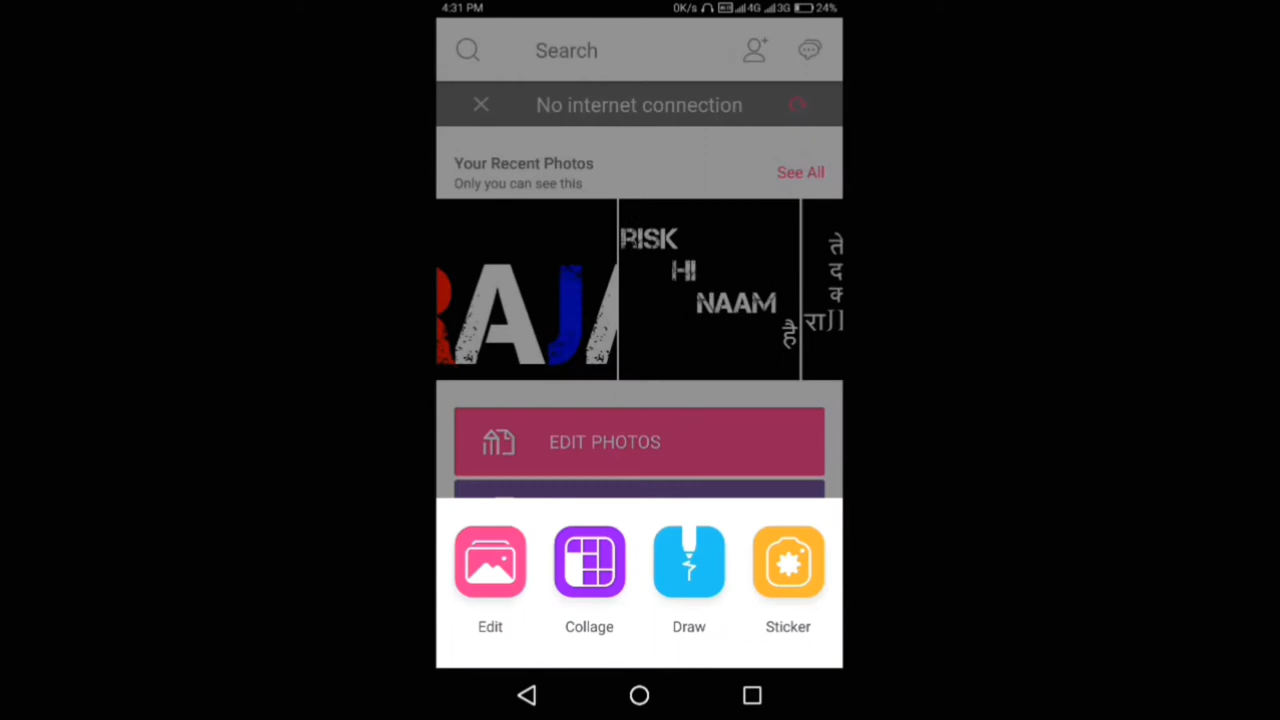 4:31 PM
0K/s 4G 3G 24%
Search
No internet connection
Your Recent Photos
Only you can see this
See All
RAJA
RISK
HI
NAAM
है
ते
द
क
रा
EDIT PHOTOS
Edit
Collage
Draw
Sticker